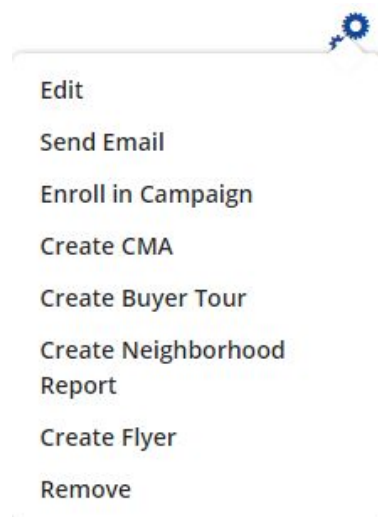 Edit
Send Email
Enroll in Campaign
Create CMA
Create Buyer Tour
Create Neighborhood
Report
Create Flyer
Remove